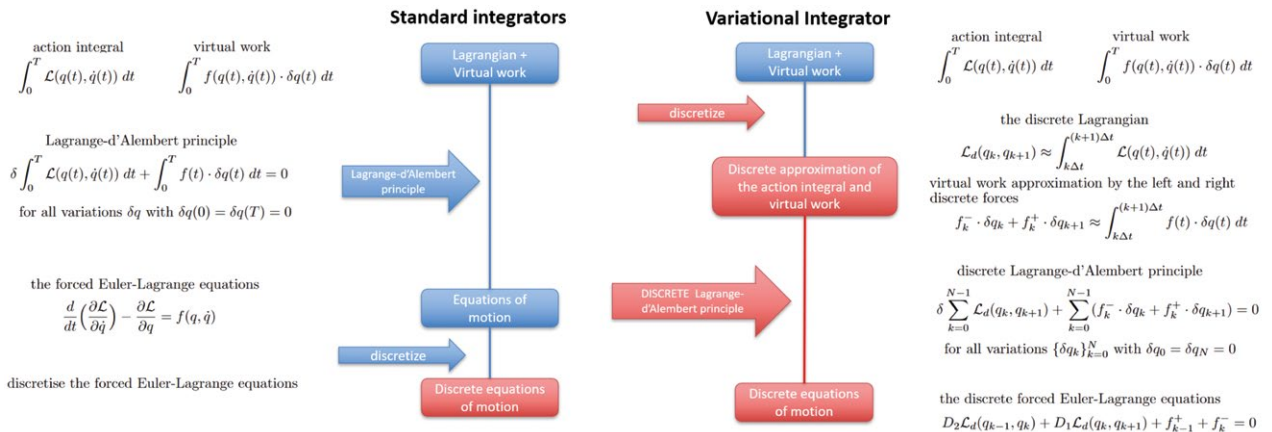 Standard integrators
action integral virtual work
∫_0^T ℒ(q(t), q̇(t)) dt ∫_0^T f(q(t), q̇(t)) · δq(t) dt
Lagrangian +
Virtual work
Lagrange-d'Alembert principle
δ∫_0^T ℒ(q(t), q̇(t)) dt + ∫_0^T f(t) · δq(t) dt = 0
for all variations δq with δq(0) = δq(T) = 0
Lagrange-d'Alembert
principle
the forced Euler-Lagrange equations
d/dt(∂ℒ/∂q̇) − ∂ℒ/∂q = f(q, q̇)
Equations of
motion
discretize
discretise the forced Euler-Lagrange equations
Discrete equations
of motion
Variational Integrator
Lagrangian +
Virtual work
action integral virtual work
∫_0^T ℒ(q(t), q̇(t)) dt ∫_0^T f(q(t), q̇(t)) · δq(t) dt
discretize
Discrete approximation of
the action integral and
virtual work
the discrete Lagrangian
ℒ_d(q_k, q_{k+1}) ≈ ∫_{kΔt}^{(k+1)Δt} ℒ(q(t), q̇(t)) dt
virtual work approximation by the left and right
discrete forces
f_k^− · δq_k + f_k^+ · δq_{k+1} ≈ ∫_{kΔt}^{(k+1)Δt} f(t) · δq(t) dt
DISCRETE Lagrange-
d'Alembert principle
discrete Lagrange-d'Alembert principle
δ∑_{k=0}^{N−1} ℒ_d(q_k, q_{k+1}) + ∑_{k=0}^{N−1}(f_k^− · δq_k + f_k^+ · δq_{k+1}) = 0
for all variations {δq_k}_{k=0}^N with δq_0 = δq_N = 0
Discrete equations
of motion
the discrete forced Euler-Lagrange equations
D_2ℒ_d(q_{k−1}, q_k) + D_1ℒ_d(q_k, q_{k+1}) + f_{k−1}^+ + f_k^− = 0